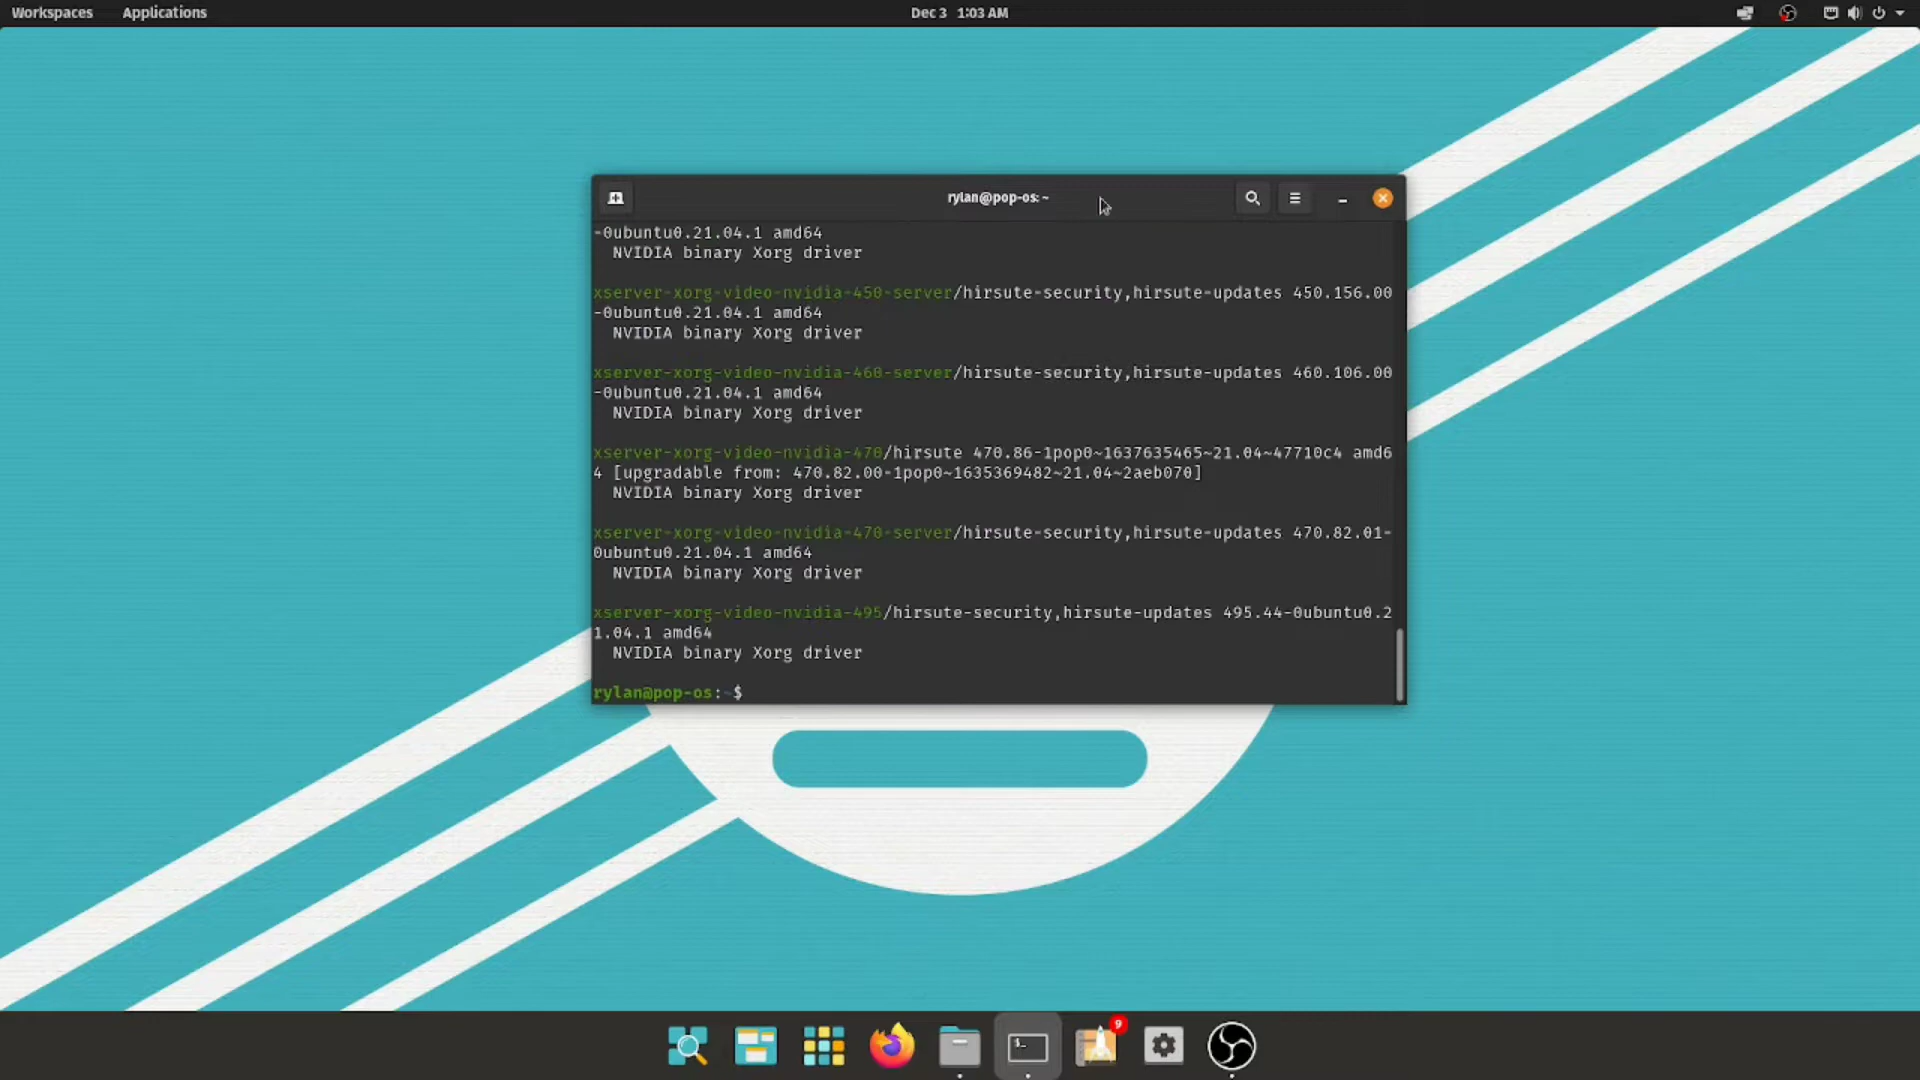 Workspaces Applications Dec 3 1:03 AM
rylan@pop-os: ~
-0ubuntu0.21.04.1 amd64
NVIDIA binary Xorg driver
xserver-xorg-video-nvidia-450-server/hirsute-security,hirsute-updates 450.156.00
-0ubuntu0.21.04.1 amd64
NVIDIA binary Xorg driver
xserver-xorg-video-nvidia-460-server/hirsute-security,hirsute-updates 460.106.00
-0ubuntu0.21.04.1 amd64
NVIDIA binary Xorg driver
xserver-xorg-video-nvidia-470/hirsute 470.86-1pop0~1637635465~21.04~47710c4 amd6
4 [upgradable from: 470.82.00-1pop0~1635369482~21.04~2aeb070]
NVIDIA binary Xorg driver
xserver-xorg-video-nvidia-470-server/hirsute-security,hirsute-updates 470.82.01-
0ubuntu0.21.04.1 amd64
NVIDIA binary Xorg driver
xserver-xorg-video-nvidia-495/hirsute-security,hirsute-updates 495.44-0ubuntu0.2
1.04.1 amd64
NVIDIA binary Xorg driver
rylan@pop-os:~$
9